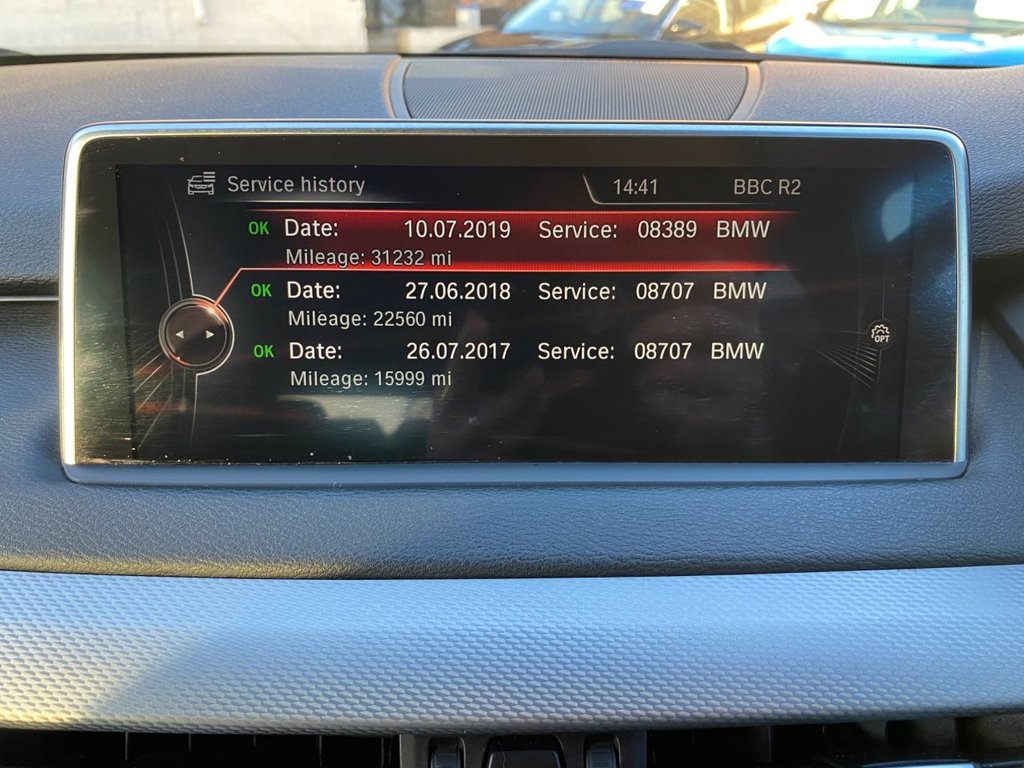 Service history 14:41 BBC R2
OK Date: 10.07.2019 Service: 08389 BMW
Mileage: 31232 mi
OK Date: 27.06.2018 Service: 08707 BMW
Mileage: 22560 mi
OPT
OK Date: 26.07.2017 Service: 08707 BMW
Mileage: 15999 mi